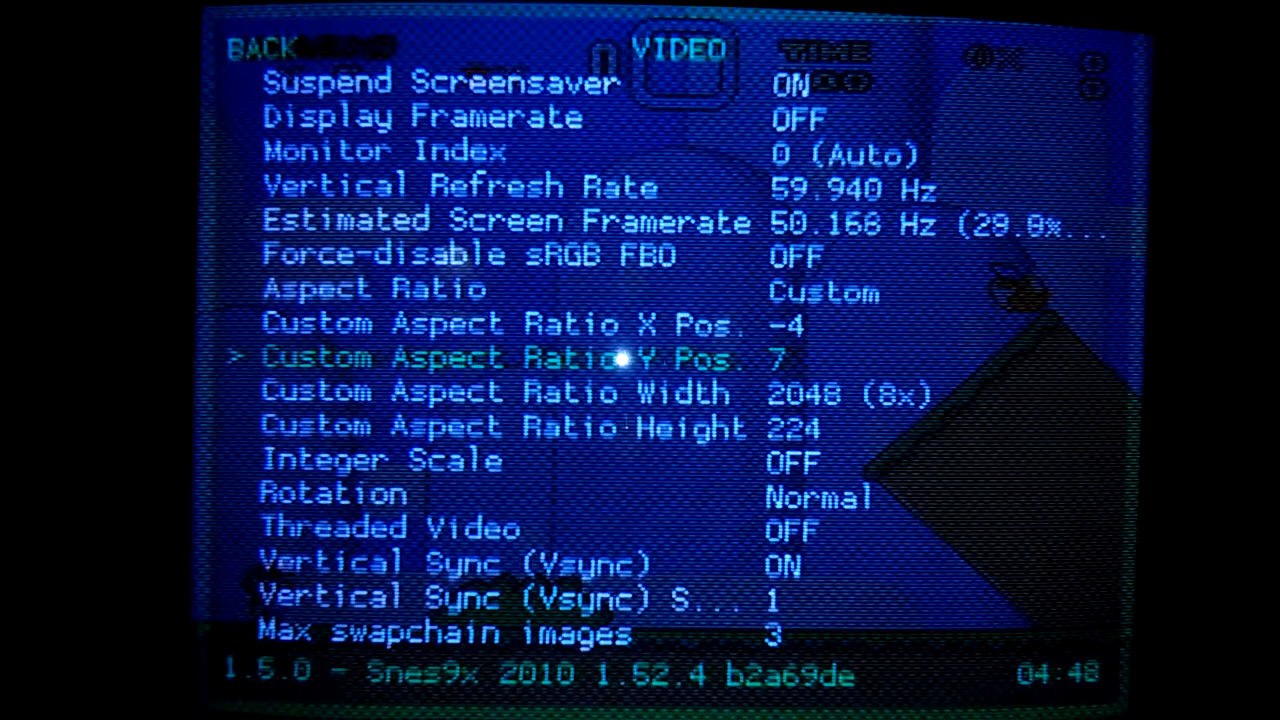 BACK VIDEO TIME 0X
Suspend Screensaver ON
Display Framerate OFF
Monitor Index 0 (Auto)
Vertical Refresh Rate 59.940 Hz
Estimated Screen Framerate 50.168 Hz (29.0%...
Force-disable sRGB FBO OFF
Aspect Ratio Custom
Custom Aspect Ratio X Pos. -4
> Custom Aspect Ratio Y Pos. 7
Custom Aspect Ratio Width 2048 (8x)
Custom Aspect Ratio Height 224
Integer Scale OFF
Rotation Normal
Threaded Video OFF
Vertical Sync (Vsync) ON
Vertical Sync (Vsync) S... 1
Max swapchain images 3
1.5.0 - Snes9x 2010 1.52.4 b2a69de 04:48